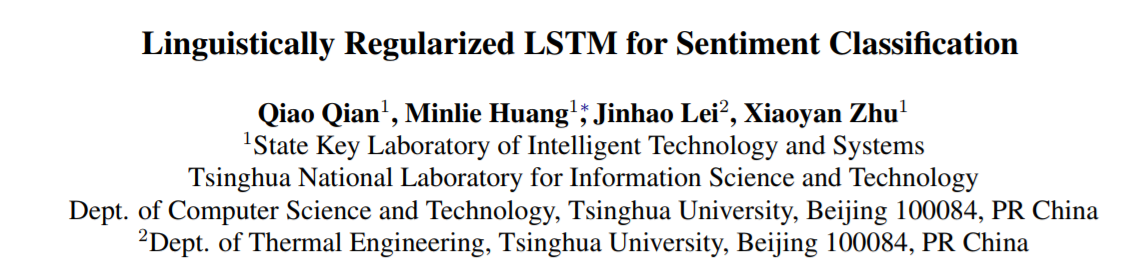 Linguistically Regularized LSTM for Sentiment Classification
Qiao Qian¹, Minlie Huang¹*, Jinhao Lei², Xiaoyan Zhu¹
¹State Key Laboratory of Intelligent Technology and Systems
Tsinghua National Laboratory for Information Science and Technology
Dept. of Computer Science and Technology, Tsinghua University, Beijing 100084, PR China
²Dept. of Thermal Engineering, Tsinghua University, Beijing 100084, PR China